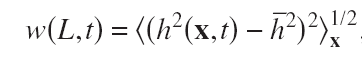 w(L,t) = ⟨(h²(𝐱,t) − h̅²)²⟩ₓ^{1/2}.